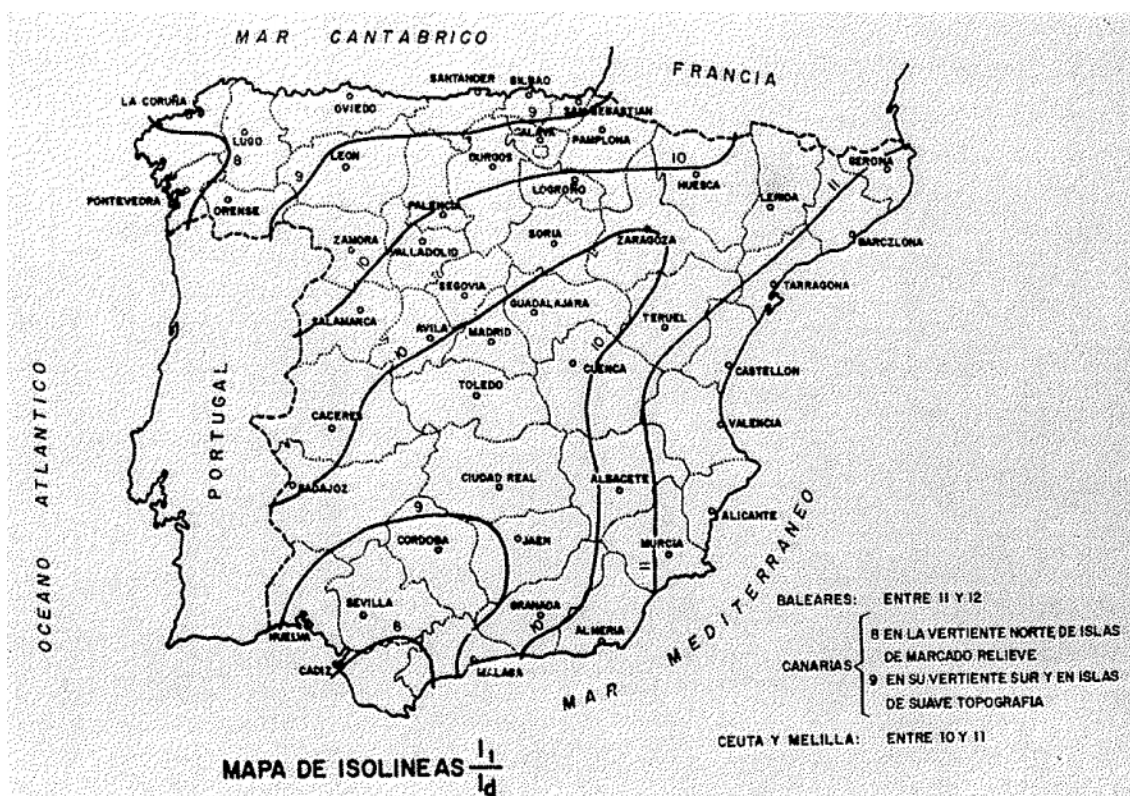 MAR CANTABRICO
FRANCIA
SANTANDER
BILBAO
LA CORUÑA
OVIEDO
SAN SEBASTIAN
9
LUGO
ALAVA
PAMPLONA
8
LEON
BURGOS
10
GERONA
9
HUESCA
11
PONTEVEDRA
ORENSE
LOGROÑO
LERIDA
PALENCIA
ZAMORA
VALLADOLID
SORIA
ZARAGOZA
BARCZLONA
10
SEGOVIA
TARRAGONA
SALAMANCA
GUADALAJARA
AVILA
MADRID
TERUEL
10
10
CUENCA
CASTELLON
TOLEDO
CACERES
VALENCIA
PORTUGAL
OCEANO ATLANTICO
BADAJOZ
CIUDAD REAL
ALBACETE
9
ALICANTE
CORDOBA
JAEN
MURCIA
11
MAR MEDITERRANEO
SEVILLA
GRANADA
10
ALMERIA
HUELVA
CADIZ
MALAGA
BALEARES: ENTRE 11 Y 12
CANARIAS
8 EN LA VERTIENTE NORTE DE ISLAS
DE MARCADO RELIEVE
9 EN SU VERTIENTE SUR Y EN ISLAS
DE SUAVE TOPOGRAFIA
CEUTA Y MELILLA: ENTRE 10 Y 11
MAPA DE ISOLINEAS I1/Id